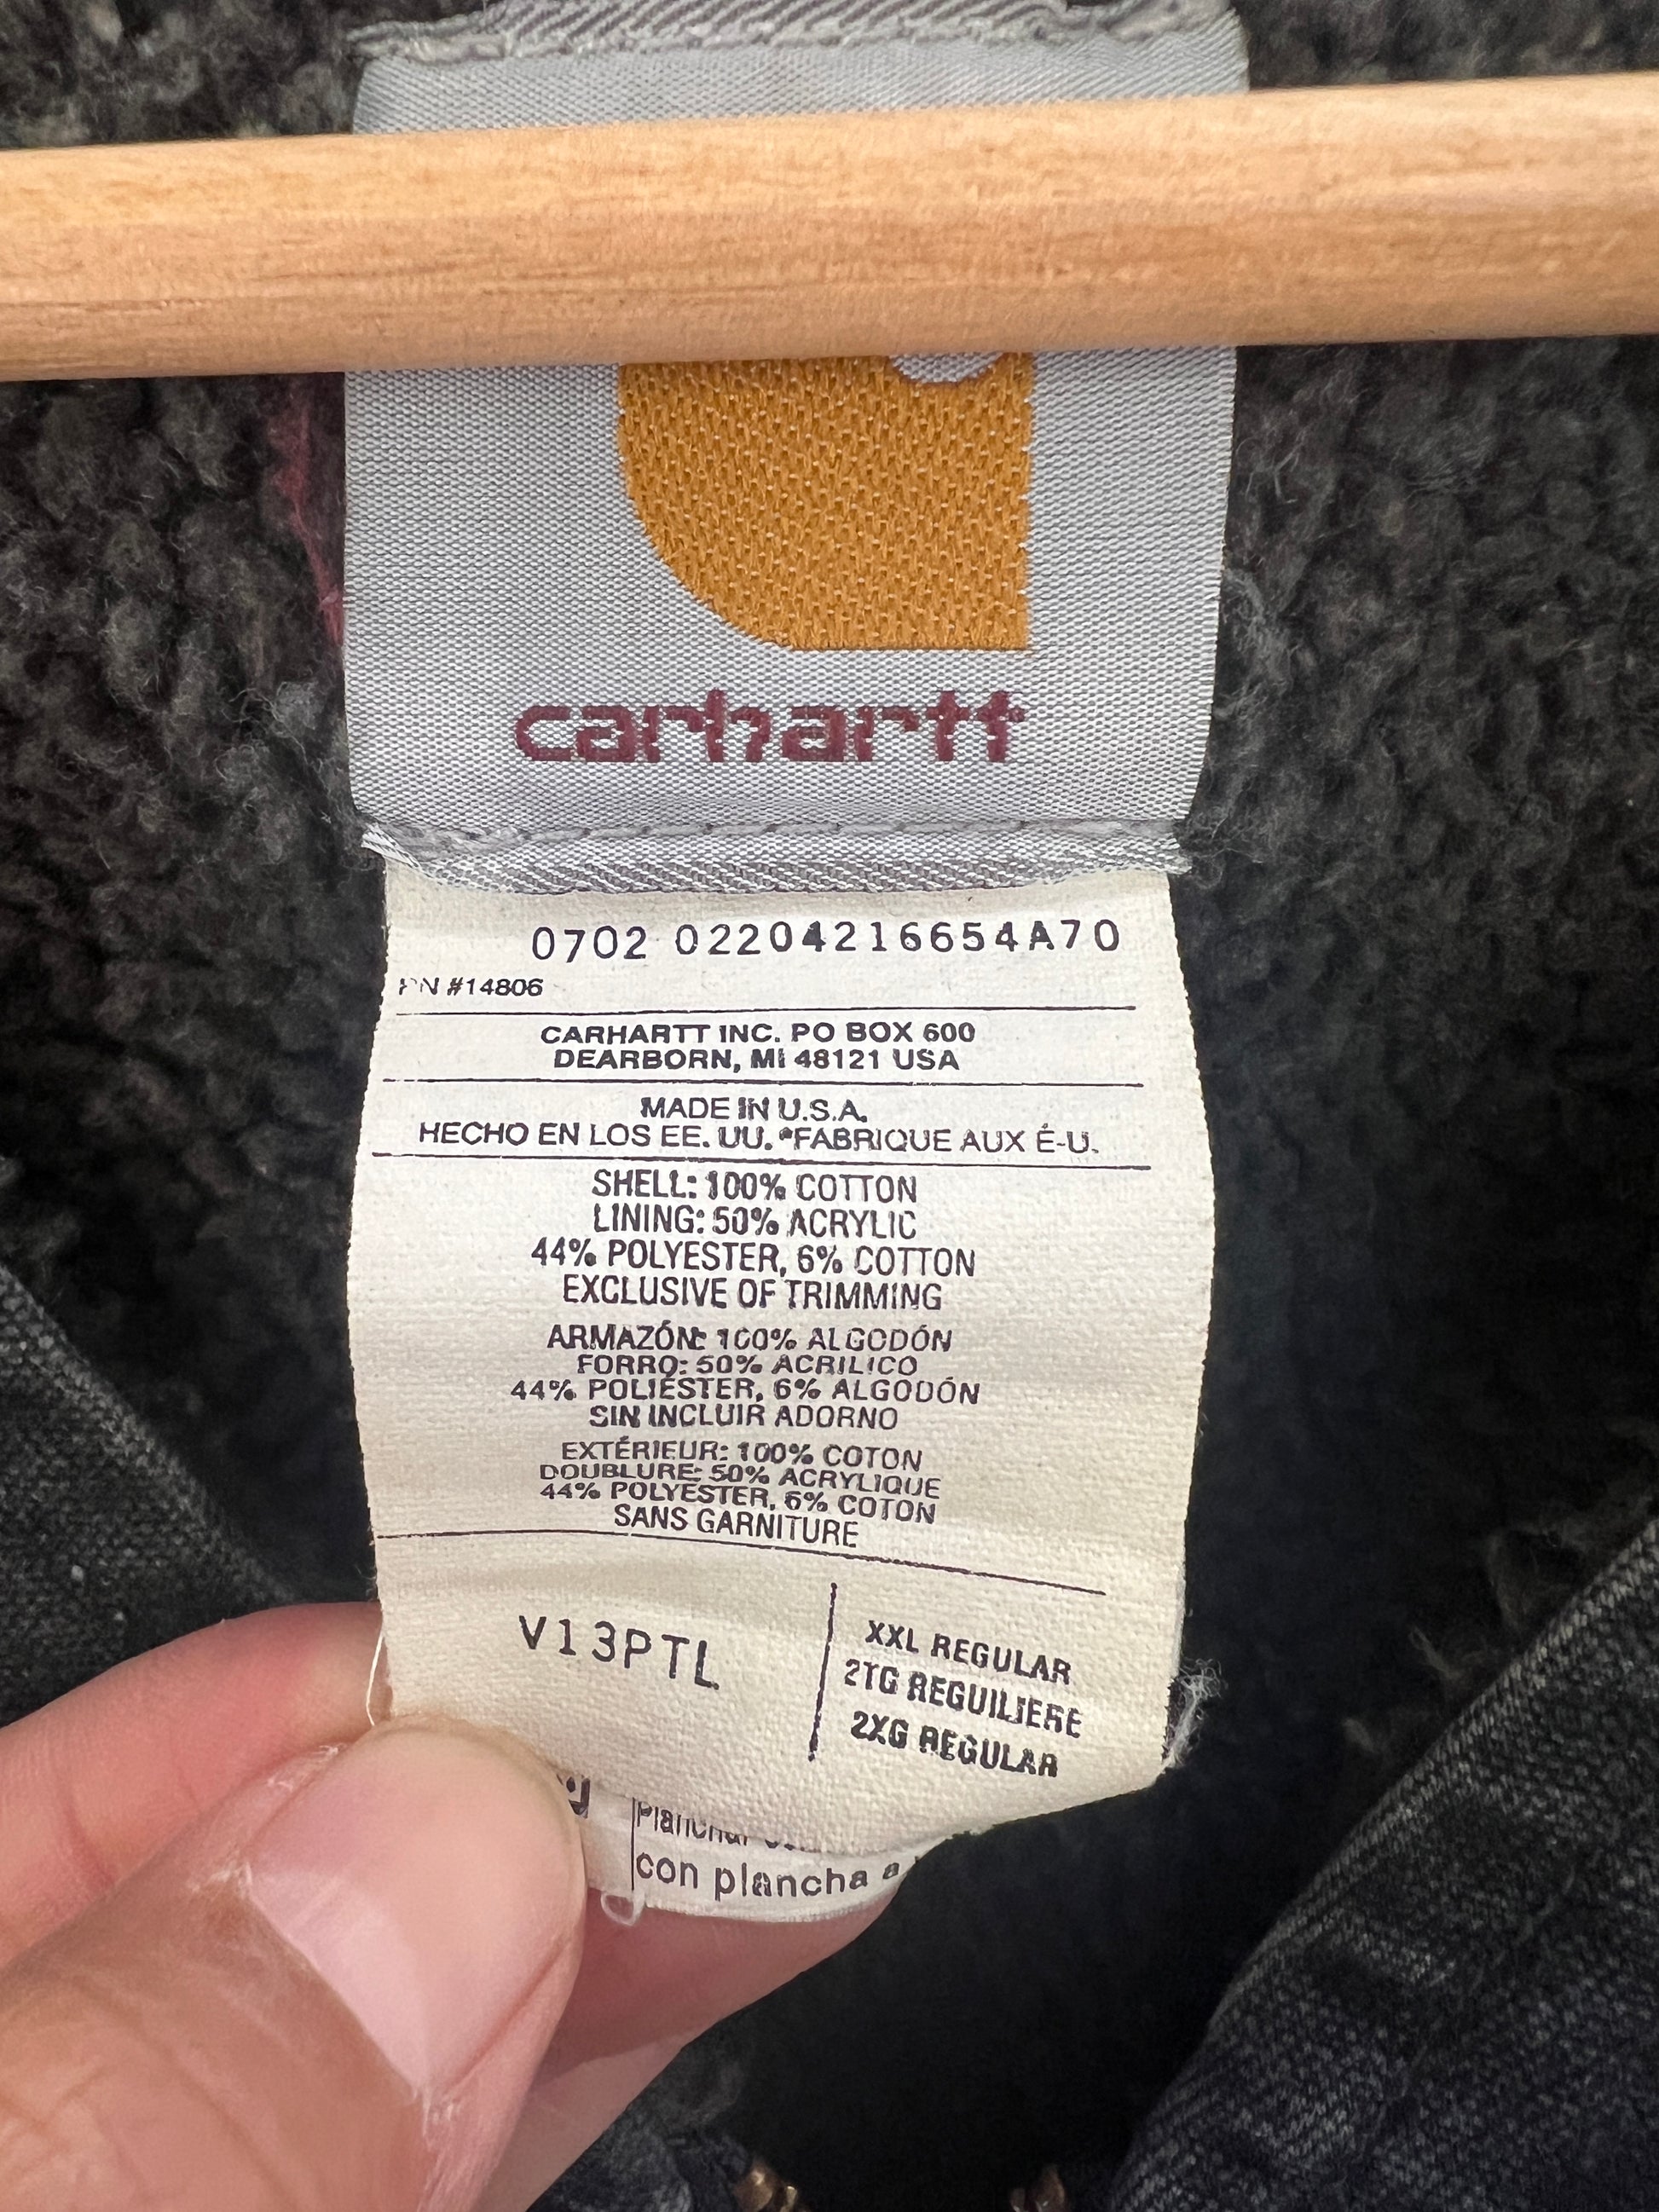 carhartt
0702 02204216654A70
PN #14806
CARHARTT INC. PO BOX 600
DEARBORN, MI 48121 USA
MADE IN U.S.A.
HECHO EN LOS EE. UU. •FABRIQUE AUX É-U.
SHELL: 100% COTTON
LINING: 50% ACRYLIC
44% POLYESTER, 6% COTTON
EXCLUSIVE OF TRIMMING
ARMAZÓN: 100% ALGODÓN
FORRO: 50% ACRILICO
44% POLIÉSTER, 6% ALGODÓN
SIN INCLUIR ADORNO
EXTÉRIEUR: 100% COTON
DOUBLURE: 50% ACRYLIQUE
44% POLYESTER, 6% COTON
SANS GARNITURE
V13PTL
XXL REGULAR
2TG REGUILIERE
2XG REGULAR
Planchar
con plancha a